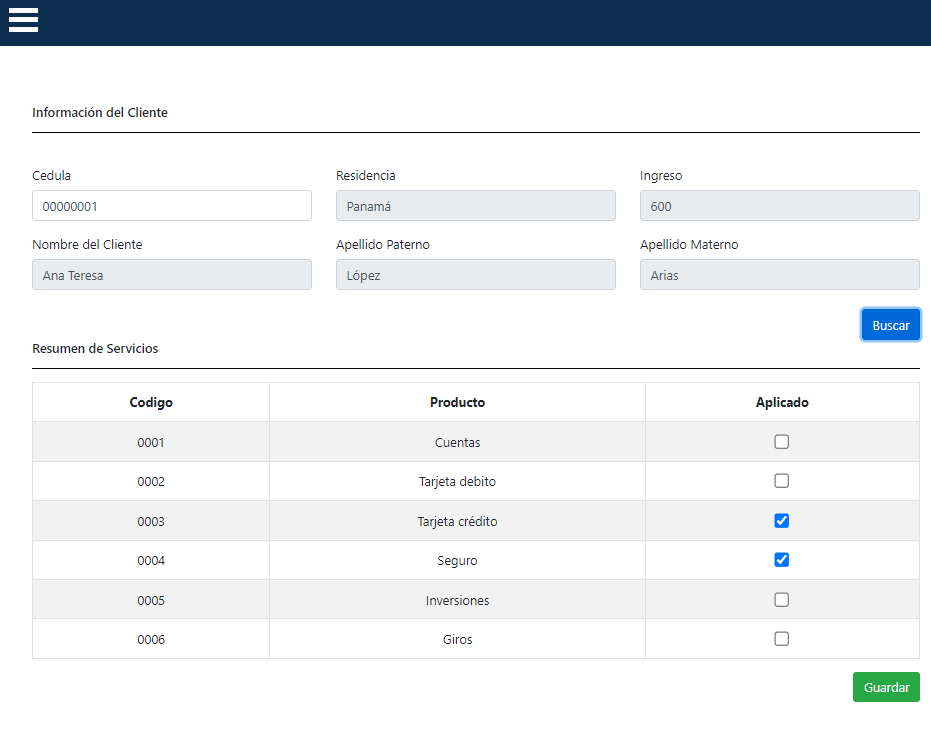 Información del Cliente
Cedula Residencia Ingreso
00000001 Panamá 600
Nombre del Cliente Apellido Paterno Apellido Materno
Ana Teresa López Arias
Buscar
Resumen de Servicios
Codigo Producto Aplicado
0001 Cuentas
0002 Tarjeta debito
0003 Tarjeta crédito
0004 Seguro
0005 Inversiones
0006 Giros
Guardar